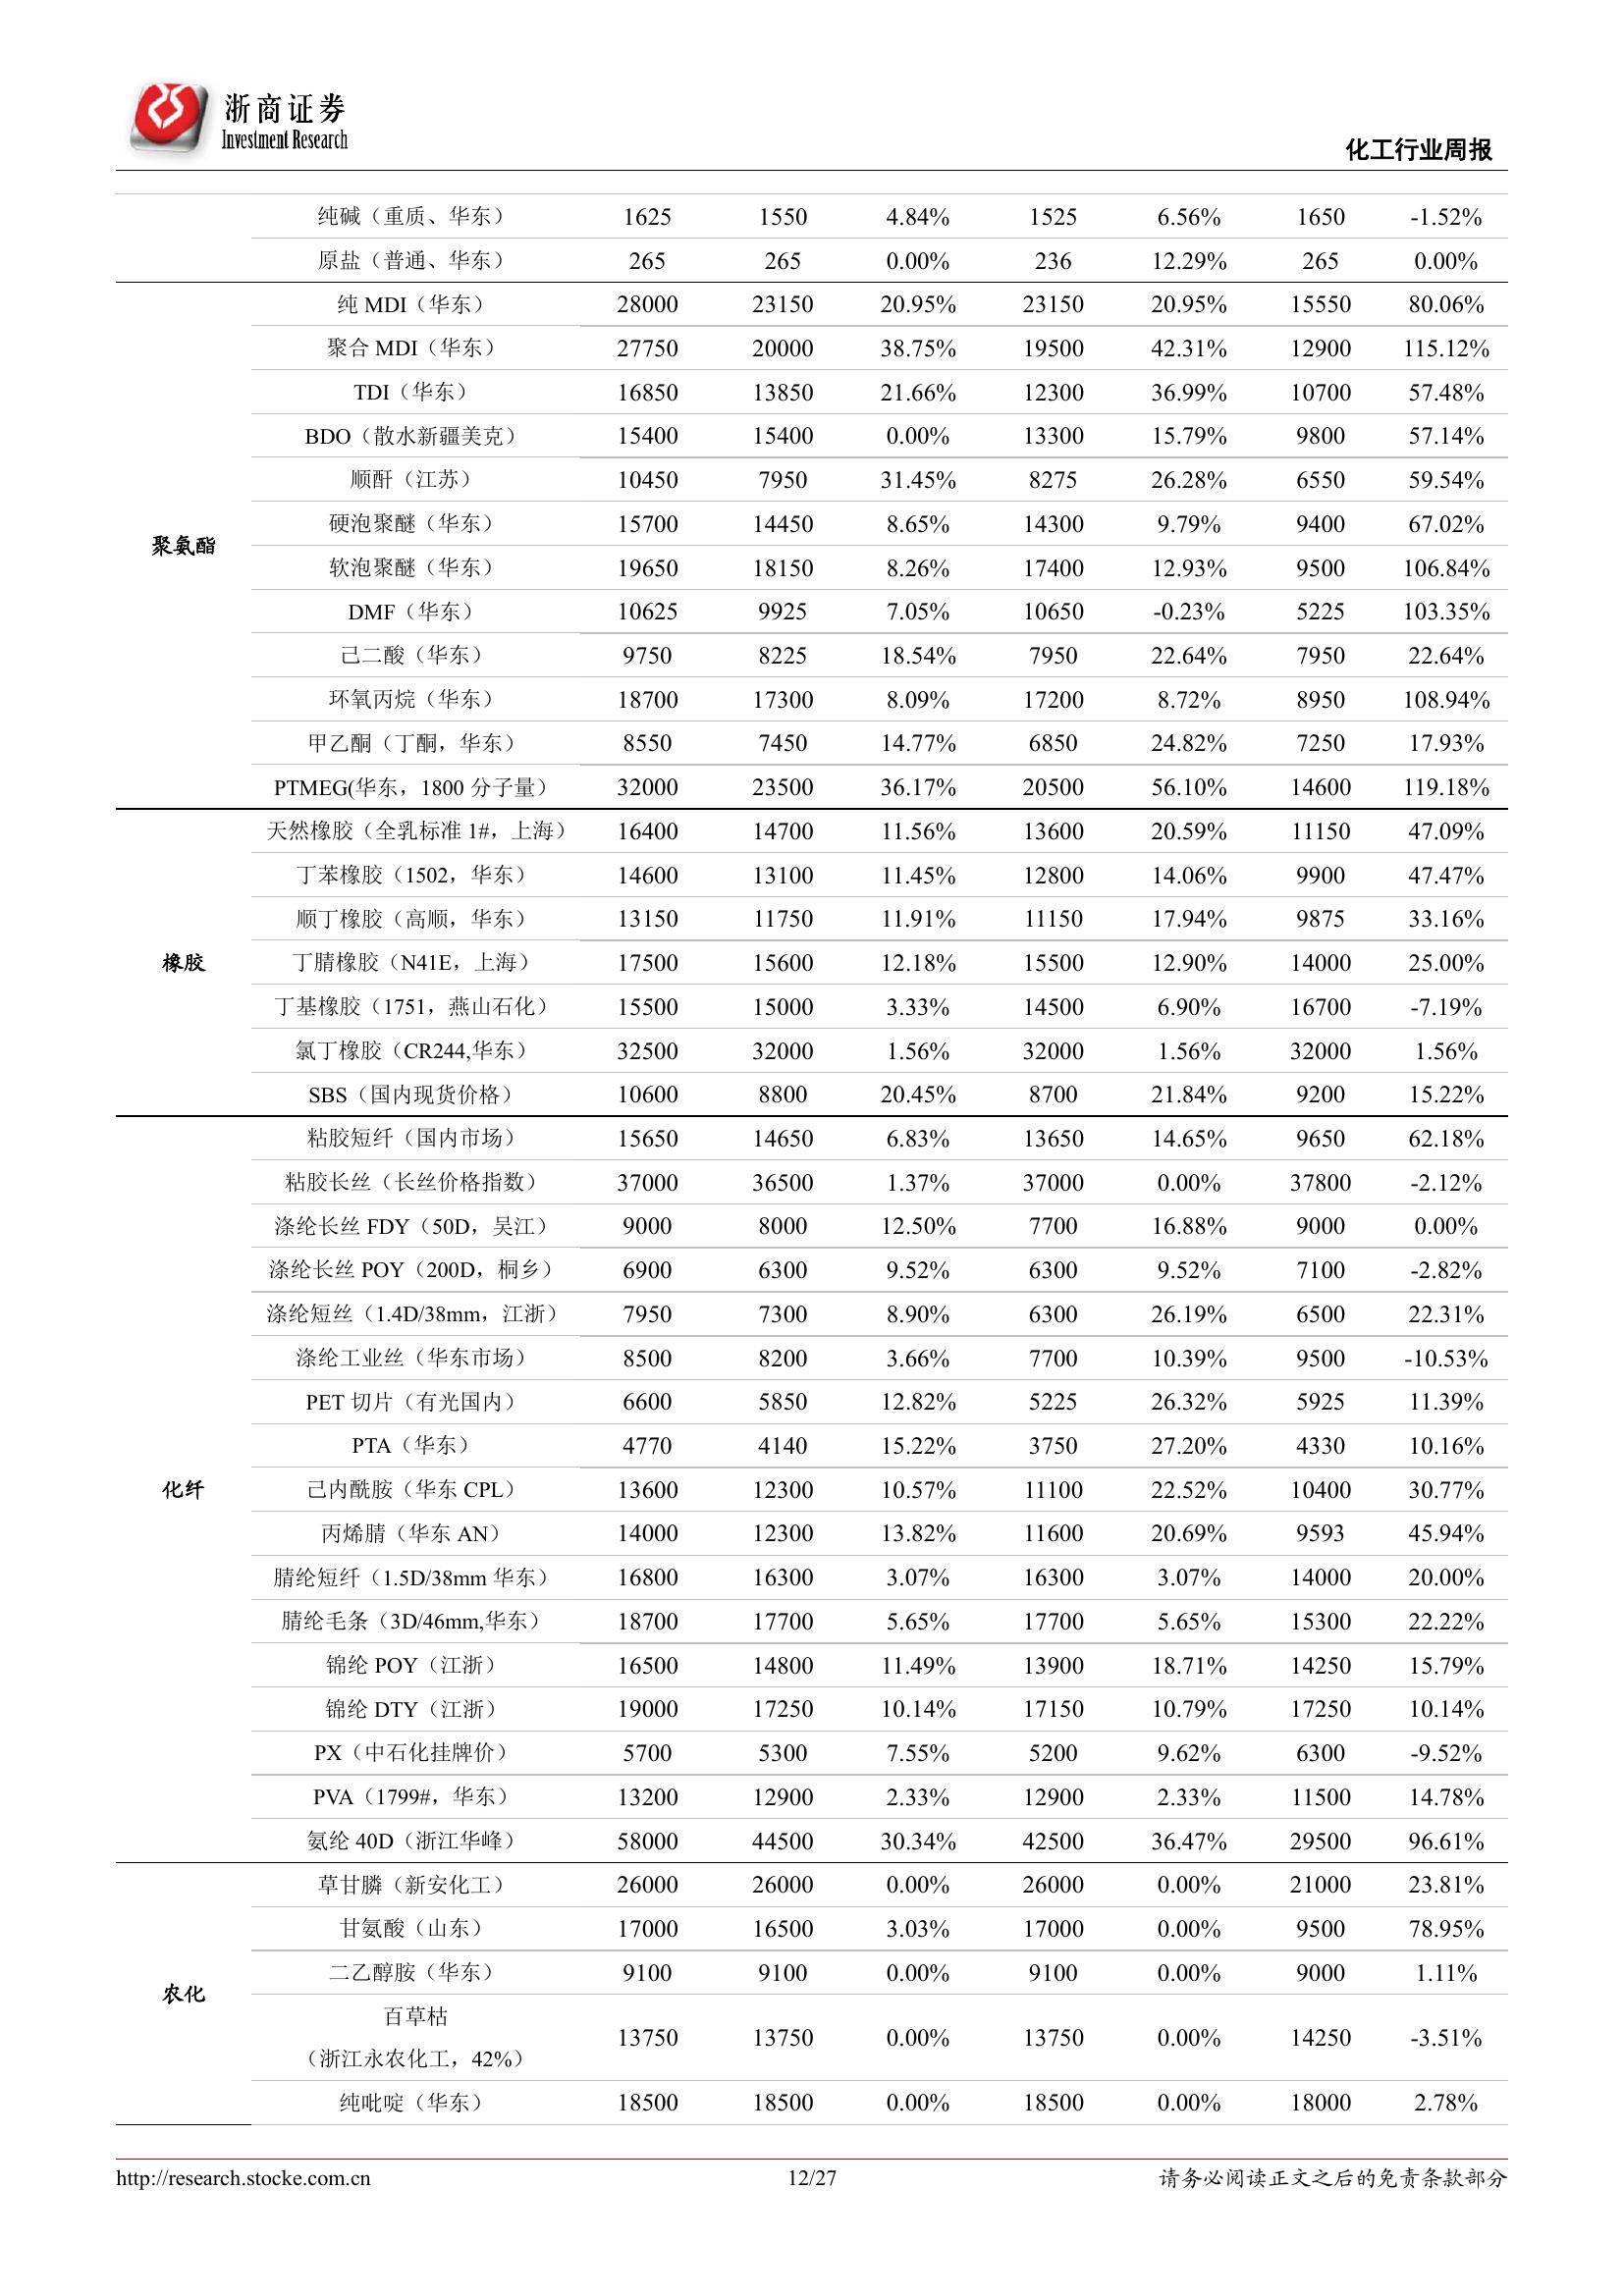 浙商证券
Investment Research
化工行业周报
纯碱（重质、华东） 1625 1550 4.84% 1525 6.56% 1650 -1.52%
原盐（普通、华东） 265 265 0.00% 236 12.29% 265 0.00%
纯 MDI（华东） 28000 23150 20.95% 23150 20.95% 15550 80.06%
聚合 MDI（华东） 27750 20000 38.75% 19500 42.31% 12900 115.12%
TDI（华东） 16850 13850 21.66% 12300 36.99% 10700 57.48%
BDO（散水新疆美克） 15400 15400 0.00% 13300 15.79% 9800 57.14%
顺酐（江苏） 10450 7950 31.45% 8275 26.28% 6550 59.54%
硬泡聚醚（华东） 15700 14450 8.65% 14300 9.79% 9400 67.02%
聚氨酯
软泡聚醚（华东） 19650 18150 8.26% 17400 12.93% 9500 106.84%
DMF（华东） 10625 9925 7.05% 10650 -0.23% 5225 103.35%
己二酸（华东） 9750 8225 18.54% 7950 22.64% 7950 22.64%
环氧丙烷（华东） 18700 17300 8.09% 17200 8.72% 8950 108.94%
甲乙酮（丁酮，华东） 8550 7450 14.77% 6850 24.82% 7250 17.93%
PTMEG(华东，1800 分子量） 32000 23500 36.17% 20500 56.10% 14600 119.18%
天然橡胶（全乳标准 1#，上海） 16400 14700 11.56% 13600 20.59% 11150 47.09%
丁苯橡胶（1502，华东） 14600 13100 11.45% 12800 14.06% 9900 47.47%
顺丁橡胶（高顺，华东） 13150 11750 11.91% 11150 17.94% 9875 33.16%
橡胶 丁腈橡胶（N41E，上海） 17500 15600 12.18% 15500 12.90% 14000 25.00%
丁基橡胶（1751，燕山石化） 15500 15000 3.33% 14500 6.90% 16700 -7.19%
氯丁橡胶（CR244,华东） 32500 32000 1.56% 32000 1.56% 32000 1.56%
SBS（国内现货价格） 10600 8800 20.45% 8700 21.84% 9200 15.22%
粘胶短纤（国内市场） 15650 14650 6.83% 13650 14.65% 9650 62.18%
粘胶长丝（长丝价格指数） 37000 36500 1.37% 37000 0.00% 37800 -2.12%
涤纶长丝 FDY（50D，吴江） 9000 8000 12.50% 7700 16.88% 9000 0.00%
涤纶长丝 POY（200D，桐乡） 6900 6300 9.52% 6300 9.52% 7100 -2.82%
涤纶短丝（1.4D/38mm，江浙） 7950 7300 8.90% 6300 26.19% 6500 22.31%
涤纶工业丝（华东市场） 8500 8200 3.66% 7700 10.39% 9500 -10.53%
PET 切片（有光国内） 6600 5850 12.82% 5225 26.32% 5925 11.39%
PTA（华东） 4770 4140 15.22% 3750 27.20% 4330 10.16%
化纤 己内酰胺（华东 CPL） 13600 12300 10.57% 11100 22.52% 10400 30.77%
丙烯腈（华东 AN） 14000 12300 13.82% 11600 20.69% 9593 45.94%
腈纶短纤（1.5D/38mm 华东） 16800 16300 3.07% 16300 3.07% 14000 20.00%
腈纶毛条（3D/46mm,华东） 18700 17700 5.65% 17700 5.65% 15300 22.22%
锦纶 POY（江浙） 16500 14800 11.49% 13900 18.71% 14250 15.79%
锦纶 DTY（江浙） 19000 17250 10.14% 17150 10.79% 17250 10.14%
PX（中石化挂牌价） 5700 5300 7.55% 5200 9.62% 6300 -9.52%
PVA（1799#，华东） 13200 12900 2.33% 12900 2.33% 11500 14.78%
氨纶 40D（浙江华峰） 58000 44500 30.34% 42500 36.47% 29500 96.61%
草甘膦（新安化工） 26000 26000 0.00% 26000 0.00% 21000 23.81%
甘氨酸（山东） 17000 16500 3.03% 17000 0.00% 9500 78.95%
二乙醇胺（华东） 9100 9100 0.00% 9100 0.00% 9000 1.11%
农化
百草枯
（浙江永农化工，42%） 13750 13750 0.00% 13750 0.00% 14250 -3.51%
纯吡啶（华东） 18500 18500 0.00% 18500 0.00% 18000 2.78%
http://research.stocke.com.cn 12/27 请务必阅读正文之后的免责条款部分